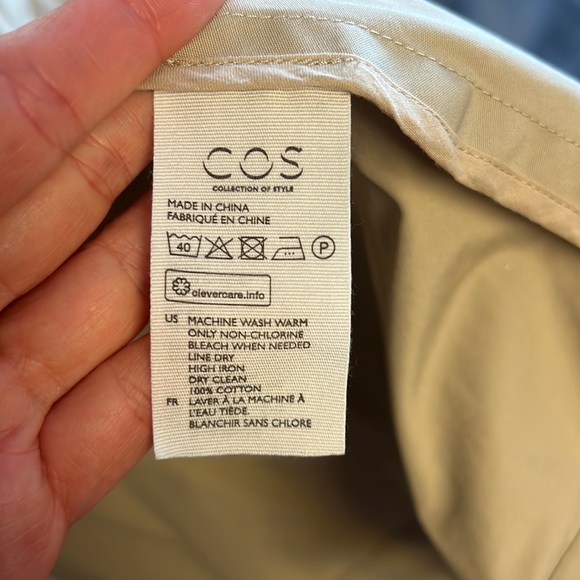 COS
COLLECTION OF STYLE
MADE IN CHINA
FABRIQUÉ EN CHINE
40 P
clevercare.info
US MACHINE WASH WARM
ONLY NON-CHLORINE
BLEACH WHEN NEEDED
LINE DRY
HIGH IRON
DRY CLEAN
100% COTTON
FR LAVER À LA MACHINE À
L'EAU TIÈDE.
BLANCHIR SANS CHLORE